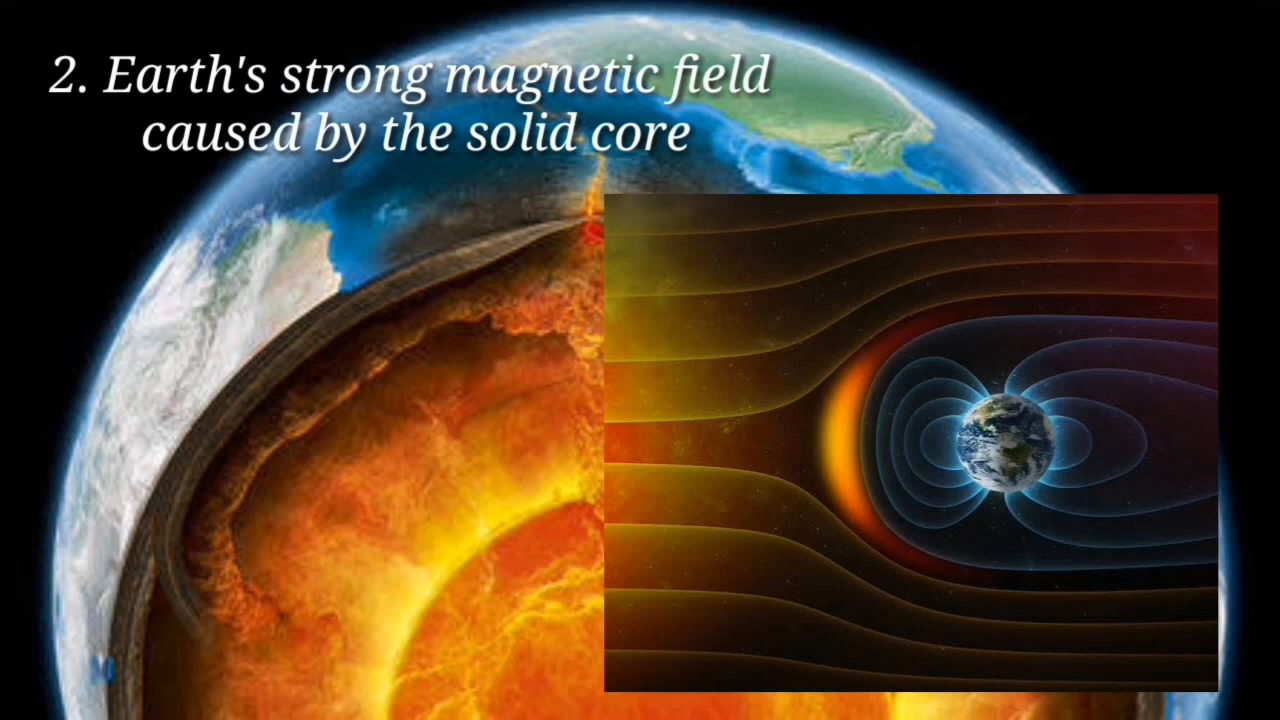 2. Earth's strong magnetic field
caused by the solid core